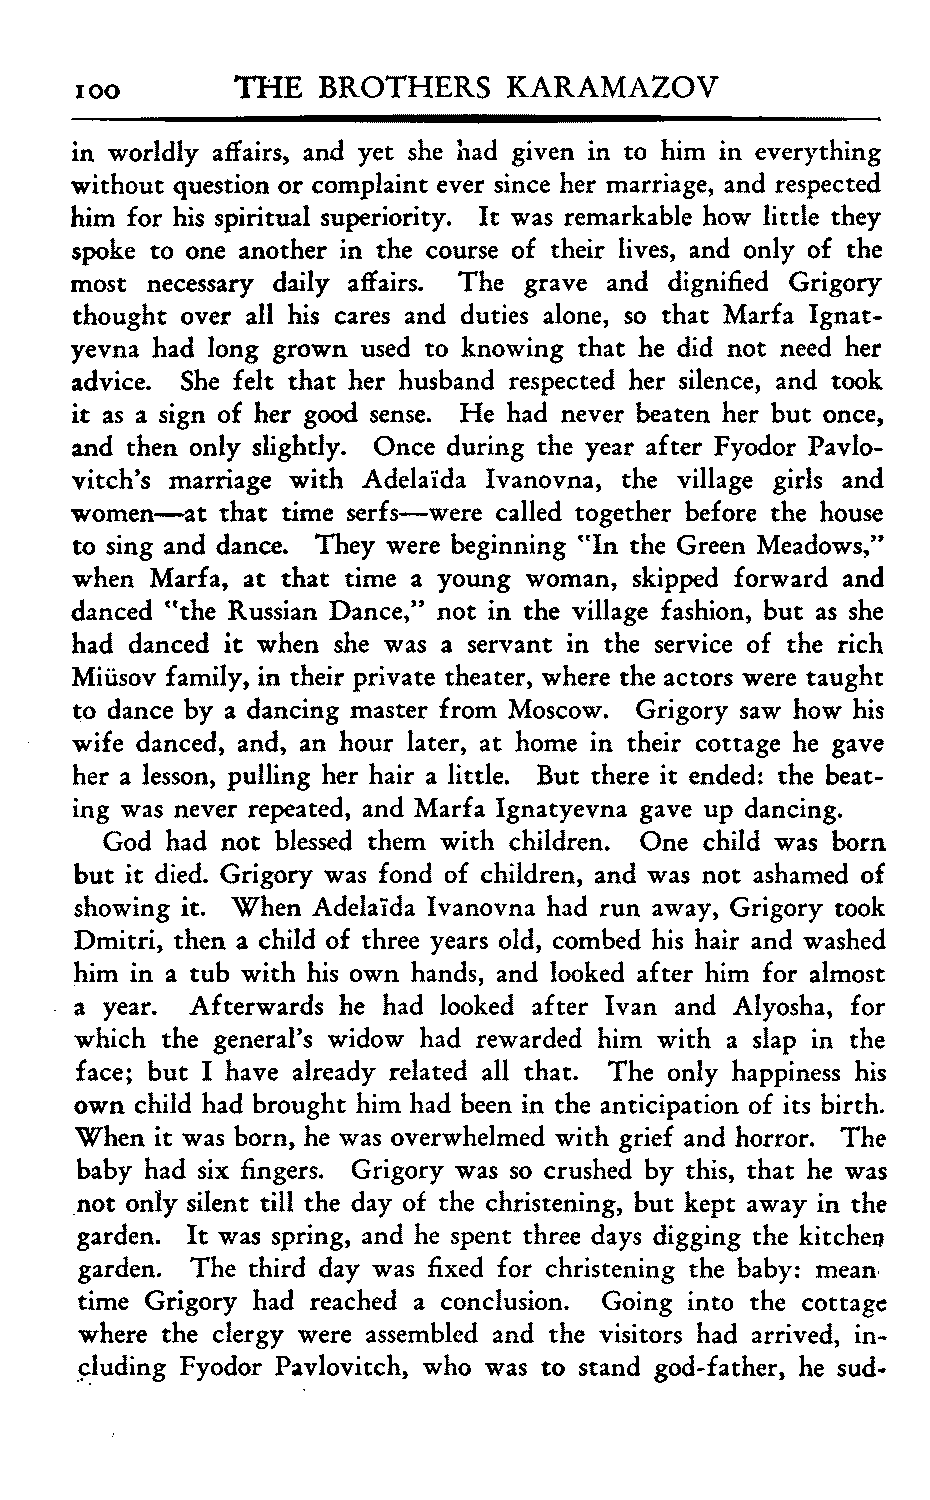 100 THE BROTHERS KARAMAZOV
in worldly affairs, and yet she had given in to him in everything
without question or complaint ever since her marriage, and respected
him for his spiritual superiority. It was remarkable how little they
spoke to one another in the course of their lives, and only of the
most necessary daily affairs. The grave and dignified Grigory
thought over all his cares and duties alone, so that Marfa Ignat-
yevna had long grown used to knowing that he did not need her
advice. She felt that her husband respected her silence, and took
it as a sign of her good sense. He had never beaten her but once,
and then only slightly. Once during the year after Fyodor Pavlo-
vitch's marriage with Adelaïda Ivanovna, the village girls and
women—at that time serfs—were called together before the house
to sing and dance. They were beginning "In the Green Meadows,"
when Marfa, at that time a young woman, skipped forward and
danced "the Russian Dance," not in the village fashion, but as she
had danced it when she was a servant in the service of the rich
Miüsov family, in their private theater, where the actors were taught
to dance by a dancing master from Moscow. Grigory saw how his
wife danced, and, an hour later, at home in their cottage he gave
her a lesson, pulling her hair a little. But there it ended: the beat-
ing was never repeated, and Marfa Ignatyevna gave up dancing.
God had not blessed them with children. One child was born
but it died. Grigory was fond of children, and was not ashamed of
showing it. When Adelaïda Ivanovna had run away, Grigory took
Dmitri, then a child of three years old, combed his hair and washed
him in a tub with his own hands, and looked after him for almost
a year. Afterwards he had looked after Ivan and Alyosha, for
which the general's widow had rewarded him with a slap in the
face; but I have already related all that. The only happiness his
own child had brought him had been in the anticipation of its birth.
When it was born, he was overwhelmed with grief and horror. The
baby had six fingers. Grigory was so crushed by this, that he was
not only silent till the day of the christening, but kept away in the
garden. It was spring, and he spent three days digging the kitchen
garden. The third day was fixed for christening the baby: mean
time Grigory had reached a conclusion. Going into the cottage
where the clergy were assembled and the visitors had arrived, in-
cluding Fyodor Pavlovitch, who was to stand god-father, he sud-